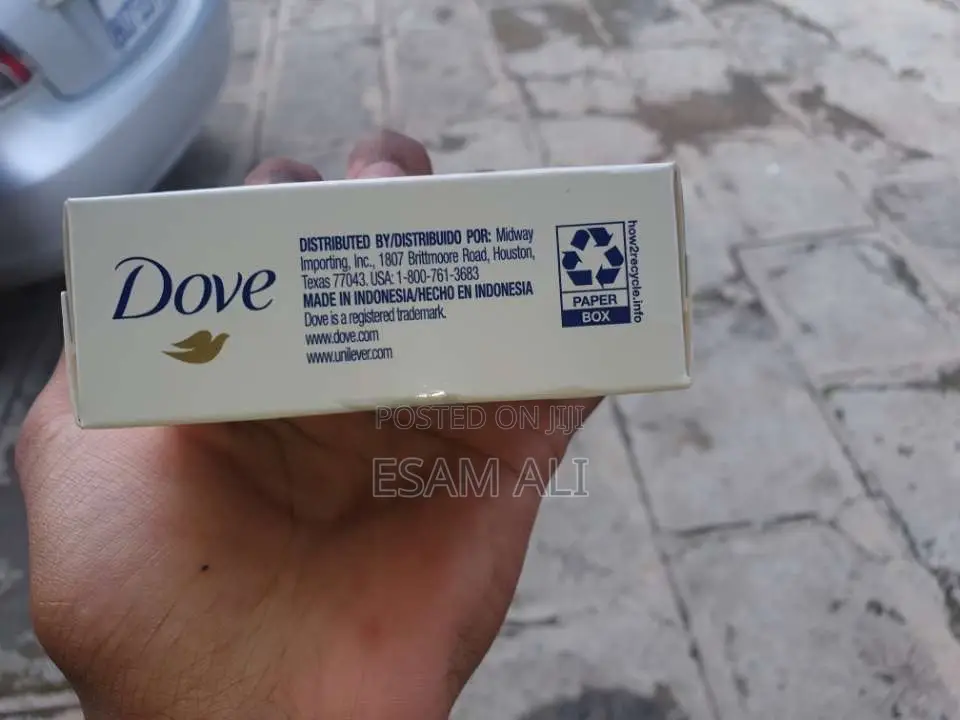 Dove
DISTRIBUTED BY/DISTRIBUIDO POR: Midway
Importing, Inc., 1807 Brittmoore Road, Houston,
Texas 77043. USA: 1-800-761-3683
MADE IN INDONESIA/HECHO EN INDONESIA
Dove is a registered trademark.
www.dove.com
www.unilever.com
PAPER
BOX
how2recycle.info
POSTED ON JIJI
ESAM ALI